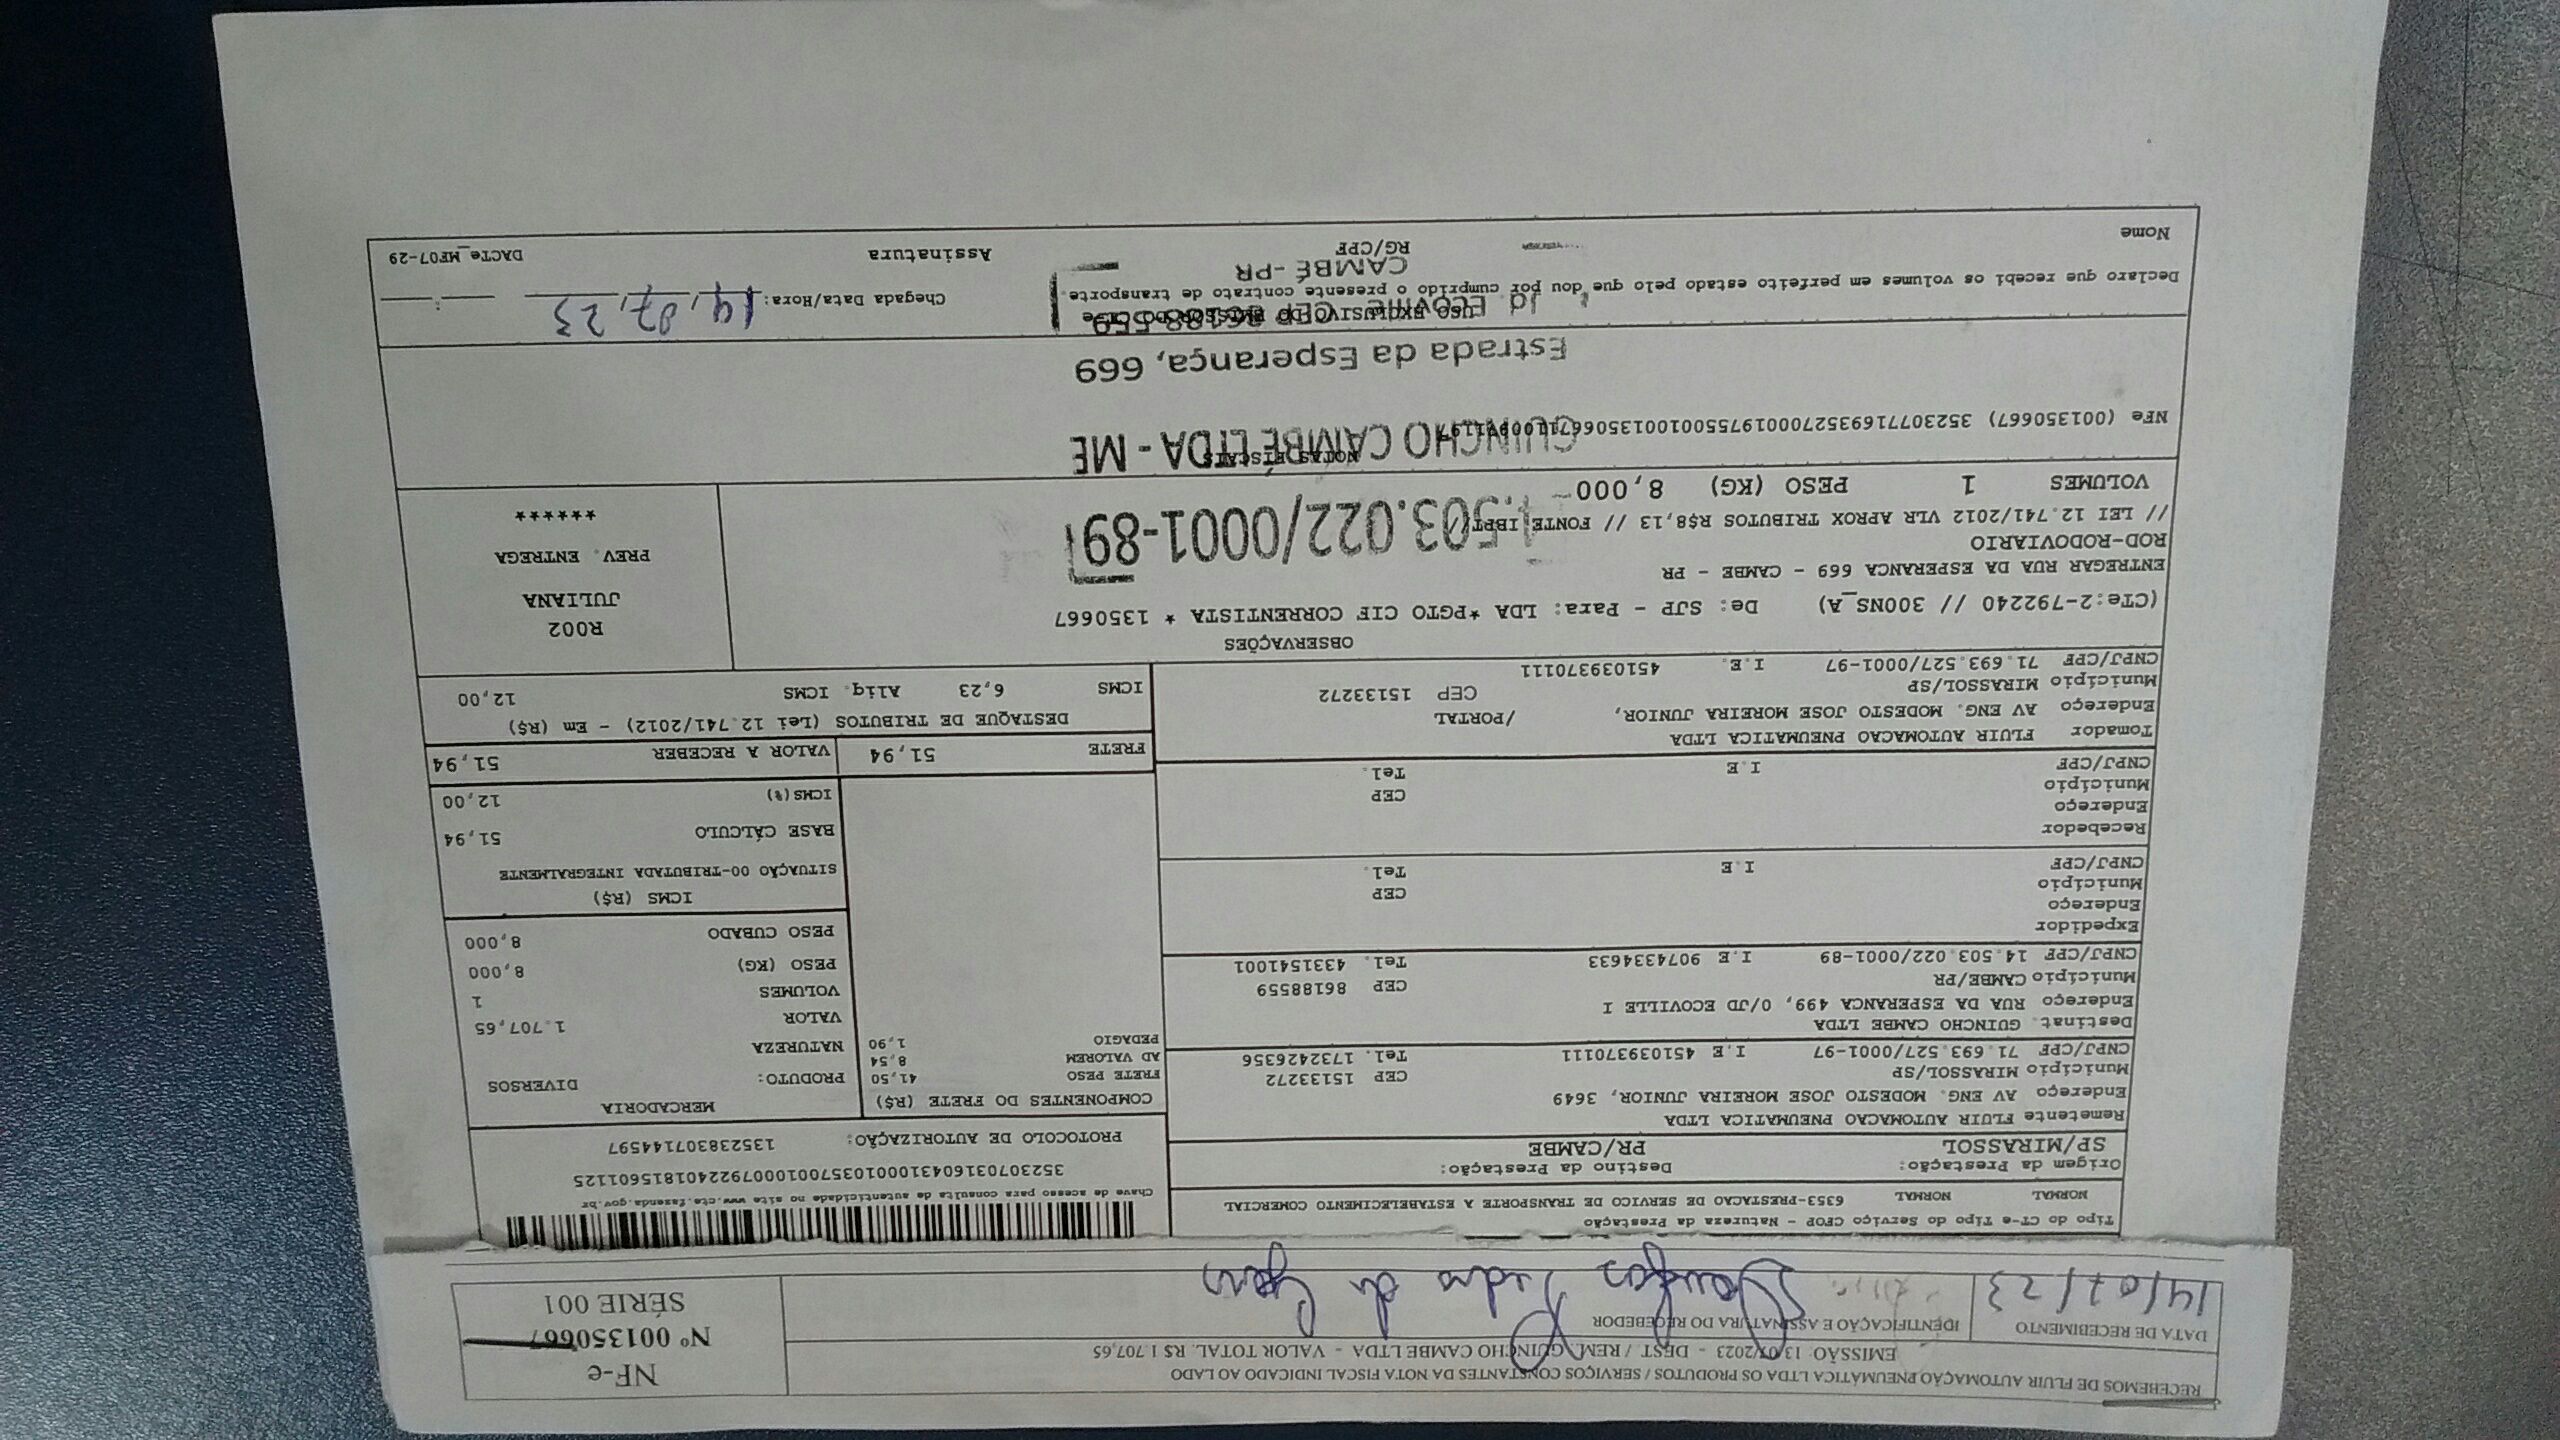 RECEBEMOS DE FLUIR AUTOMAÇÃO PNEUMÁTICA LTDA OS PRODUTOS / SERVIÇOS CONSTANTES DA NOTA FISCAL INDICADO AO LADO
EMISSÃO: 13/07/2023 - DEST. / REM.: GUINCHO CAMBE LTDA - VALOR TOTAL: R$ 1.707,65
DATA DE RECEBIMENTO
14/07/23
IDENTIFICAÇÃO E ASSINATURA DO RECEBEDOR
NF-e
Nº 001350667
SÉRIE 001
Tipo do CT-e Tipo do Serviço CFOP - Natureza da Prestação
NORMAL NORMAL 6353-PRESTACAO DE SERVICO DE TRANSPORTE A ESTABELECIMENTO COMERCIAL
Origem da Prestação: Destino da Prestação:
SP/MIRASSOL PR/CAMBE
Chave de acesso para consulta de autenticidade no site www.cte.fazenda.gov.br
35230703160431000103570010007922401815601125
PROTOCOLO DE AUTORIZAÇÃO: 135238307144597
Remetente FLUIR AUTOMACAO PNEUMATICA LTDA
Endereço AV ENG. MODESTO JOSE MOREIRA JUNIOR, 3649
Município MIRASSOL/SP CEP 15133272
CNPJ/CPF 71.693.527/0001-97 I.E 451039370111 Tel. 1732426356
Destinat. GUINCHO CAMBE LTDA
Endereço RUA DA ESPERANCA 499, 0/JD ECOVILLE I
Município CAMBE/PR CEP 86188559
CNPJ/CPF 14.503.022/0001-89 I.E 9074334633 Tel. 4331541001
Expedidor
Endereço
Município CEP
CNPJ/CPF I.E Tel.
Recebedor
Endereço
Município CEP
CNPJ/CPF I.E Tel.
Tomador FLUIR AUTOMACAO PNEUMATICA LTDA
Endereço AV ENG. MODESTO JOSE MOREIRA JUNIOR, /PORTAL
Município MIRASSOL/SP CEP 15133272
CNPJ/CPF 71.693.527/0001-97 I.E. 451039370111
COMPONENTES DO FRETE (R$)
FRETE PESO 41,50
AD VALOREM 8,54
PEDAGIO 1,90
MERCADORIA
PRODUTO: DIVERSOS
NATUREZA
VALOR 1.707,65
VOLUMES 1
PESO (KG) 8,000
PESO CUBADO 8,000
ICMS (R$)
SITUAÇÃO 00-TRIBUTADA INTEGRALMENTE
BASE CÁLCULO 51,94
ICMS(%) 12,00
FRETE 51,94 VALOR A RECEBER 51,94
DESTAQUE DE TRIBUTOS (Lei 12.741/2012) - Em (R$)
ICMS 6,23 Aliq. ICMS 12,00
OBSERVAÇÕES
(CTe:2-792240 // 300NS_A) De: SJP - Para: LDA *PGTO CIF CORRENTISTA * 1350667
ENTREGAR RUA DA ESPERANCA 669 - CAMBE - PR
ROD-RODOVIARIO
// LEI 12.741/2012 VLR APROX TRIBUTOS R$8,13 // FONTE IBPT
VOLUMES 1 PESO (KG) 8,000
R002
JULIANA
PREV. ENTREGA
******
.503.022/0001-89
NOTAS FISCAIS
GUINCHO CAMBÉ LTDA - ME
NFe (001350667)
Estrada da Esperança, 669
USO EXCLUSIVO DO EMISSOR DO CT-e
Jd. Ecoville - CEP 86188-559
Declaro que recebi os volumes em perfeito estado pelo que dou por cumprido o presente contrato de transporte.
CAMBÉ-PR
Chegada Data/Hora: 14,07,23
Nome RG/CPF Assinatura DACTe_MF07-29